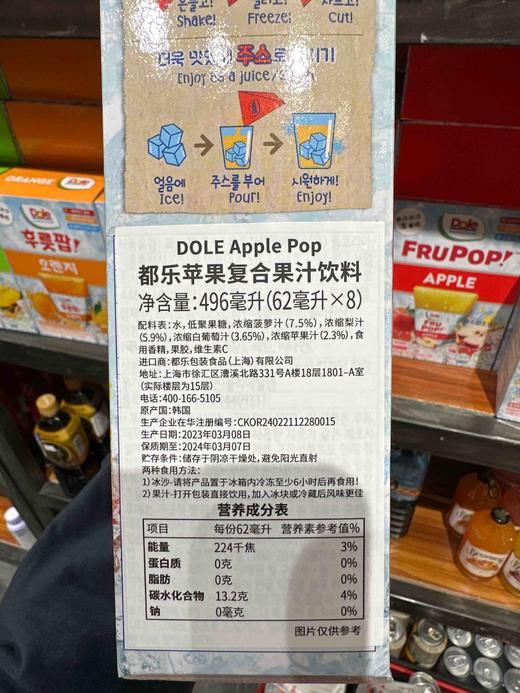 흔들고!
얼리고!
자르고!
Shake!
Freeze!
Cut!
더욱 맛있게 주스로 즐기기
Enjoy as a juice/slush
얼음에
주스를 부어
시원하게!
Ice!
Pour!
Enjoy!
DOLE Apple Pop
都乐苹果复合果汁饮料
净含量:496毫升(62毫升×8)
配料表:水,低聚果糖,浓缩菠萝汁(7.5%),浓缩梨汁
(5.9%),浓缩白葡萄汁(3.65%),浓缩苹果汁(2.3%),食
用香精,果胶,维生素C
进口商:都乐包装食品(上海)有限公司
地址:上海市徐汇区漕溪北路331号A楼18层1801–A室
(实际楼层为15层)
电话:400-166-5105
原产国:韩国
生产企业在华注册编号:CKOR24022112280015
生产日期:2023年03月08日
保质期至:2024年03月07日
贮存条件:储存于阴凉干燥处,避免阳光直射
两种食用方法:
1)冰沙-请将产品置于冰箱内冷冻至少6小时后再食用!
2)果汁-打开包装直接饮用,加入冰块或冷藏后风味更佳
营养成分表
项目 每份62毫升 营养素参考值%
能量 224千焦 3%
蛋白质 0克 0%
脂肪 0克 0%
碳水化合物 13.2克 4%
钠 0毫克 0%
图片仅供参考
ORANGE
Dole
후룻팝!
오렌지
Dole
FRUPOP!
APPLE